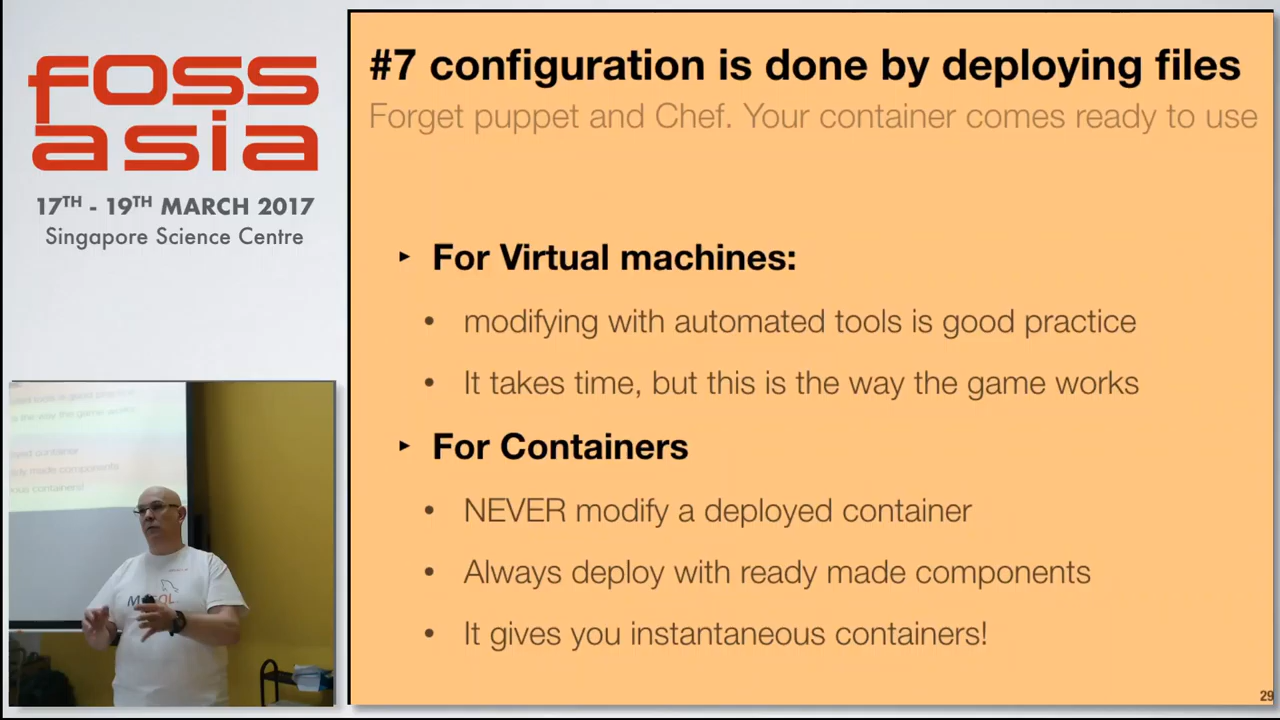 foss
asia
17TH - 19TH MARCH 2017
Singapore Science Centre
#7 configuration is done by deploying files
Forget puppet and Chef. Your container comes ready to use
▸ For Virtual machines:
• modifying with automated tools is good practice
• It takes time, but this is the way the game works
▸ For Containers
• NEVER modify a deployed container
• Always deploy with ready made components
• It gives you instantaneous containers!
29